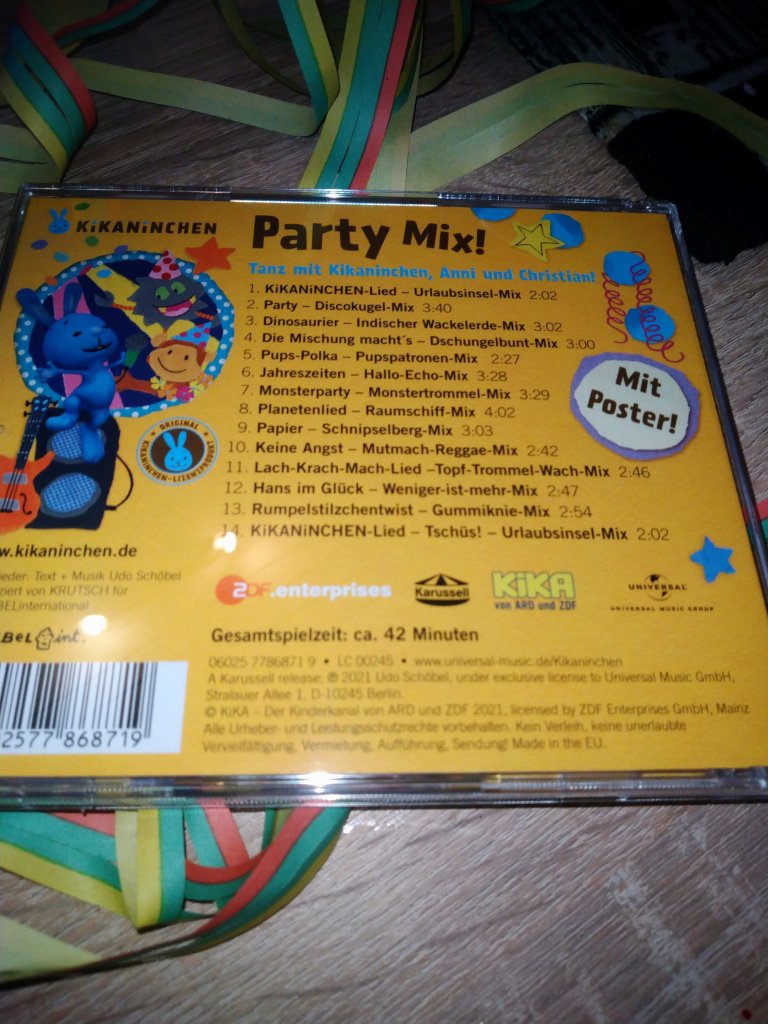 KiKANiNCHEN
Party Mix!
Tanz mit Kikaninchen, Anni und Christian!
1. KiKANiNCHEN-Lied – Urlaubsinsel-Mix 2:02
2. Party – Discokugel-Mix 3:40
3. Dinosaurier – Indischer Wackelerde-Mix 3:02
4. Die Mischung macht´s – Dschungelbunt-Mix 3:00
5. Pups-Polka – Pupspatronen-Mix 2:27
6. Jahreszeiten – Hallo-Echo-Mix 3:28
7. Monsterparty – Monstertrommel-Mix 3:29
8. Planetenlied – Raumschiff-Mix 4:02
9. Papier – Schnipselberg-Mix 3:03
10. Keine Angst – Mutmach-Reggae-Mix 2:42
11. Lach-Krach-Mach-Lied –Topf-Trommel-Wach-Mix 2:46
12. Hans im Glück – Weniger-ist-mehr-Mix 2:47
13. Rumpelstilzchentwist – Gummiknie-Mix 2:54
14. KiKANiNCHEN-Lied – Tschüs! – Urlaubsinsel-Mix 2:02
Mit
Poster!
• ORIGINAL •
KIKANINCHEN-LIZENZPRODUKT
w.kikaninchen.de
ieder: Text + Musik Udo Schöbel
ziert von KRUTSCH für
BELinternational
BEL int.
ZDF.enterprises
Karussell
KiKA
von ARD und ZDF
UNIVERSAL
UNIVERSAL MUSIC GROUP
Gesamtspielzeit: ca. 42 Minuten
06025 7786871 9 • LC 00245 • www.universal-music.de/Kikaninchen
A Karussell release, ℗ 2021 Udo Schöbel, under exclusive license to Universal Music GmbH,
Stralauer Allee 1, D-10245 Berlin.
© KiKA – Der Kinderkanal von ARD und ZDF 2021, licensed by ZDF Enterprises GmbH, Mainz
Alle Urheber- und Leistungsschutzrechte vorbehalten. Kein Verleih, keine unerlaubte
Vervielfältigung, Vermietung, Aufführung, Sendung! Made in the EU.
02577 868719